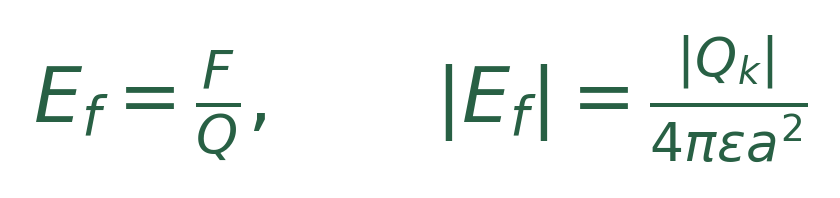 E_f = F/Q, |E_f| = |Q_k|/4πεa²